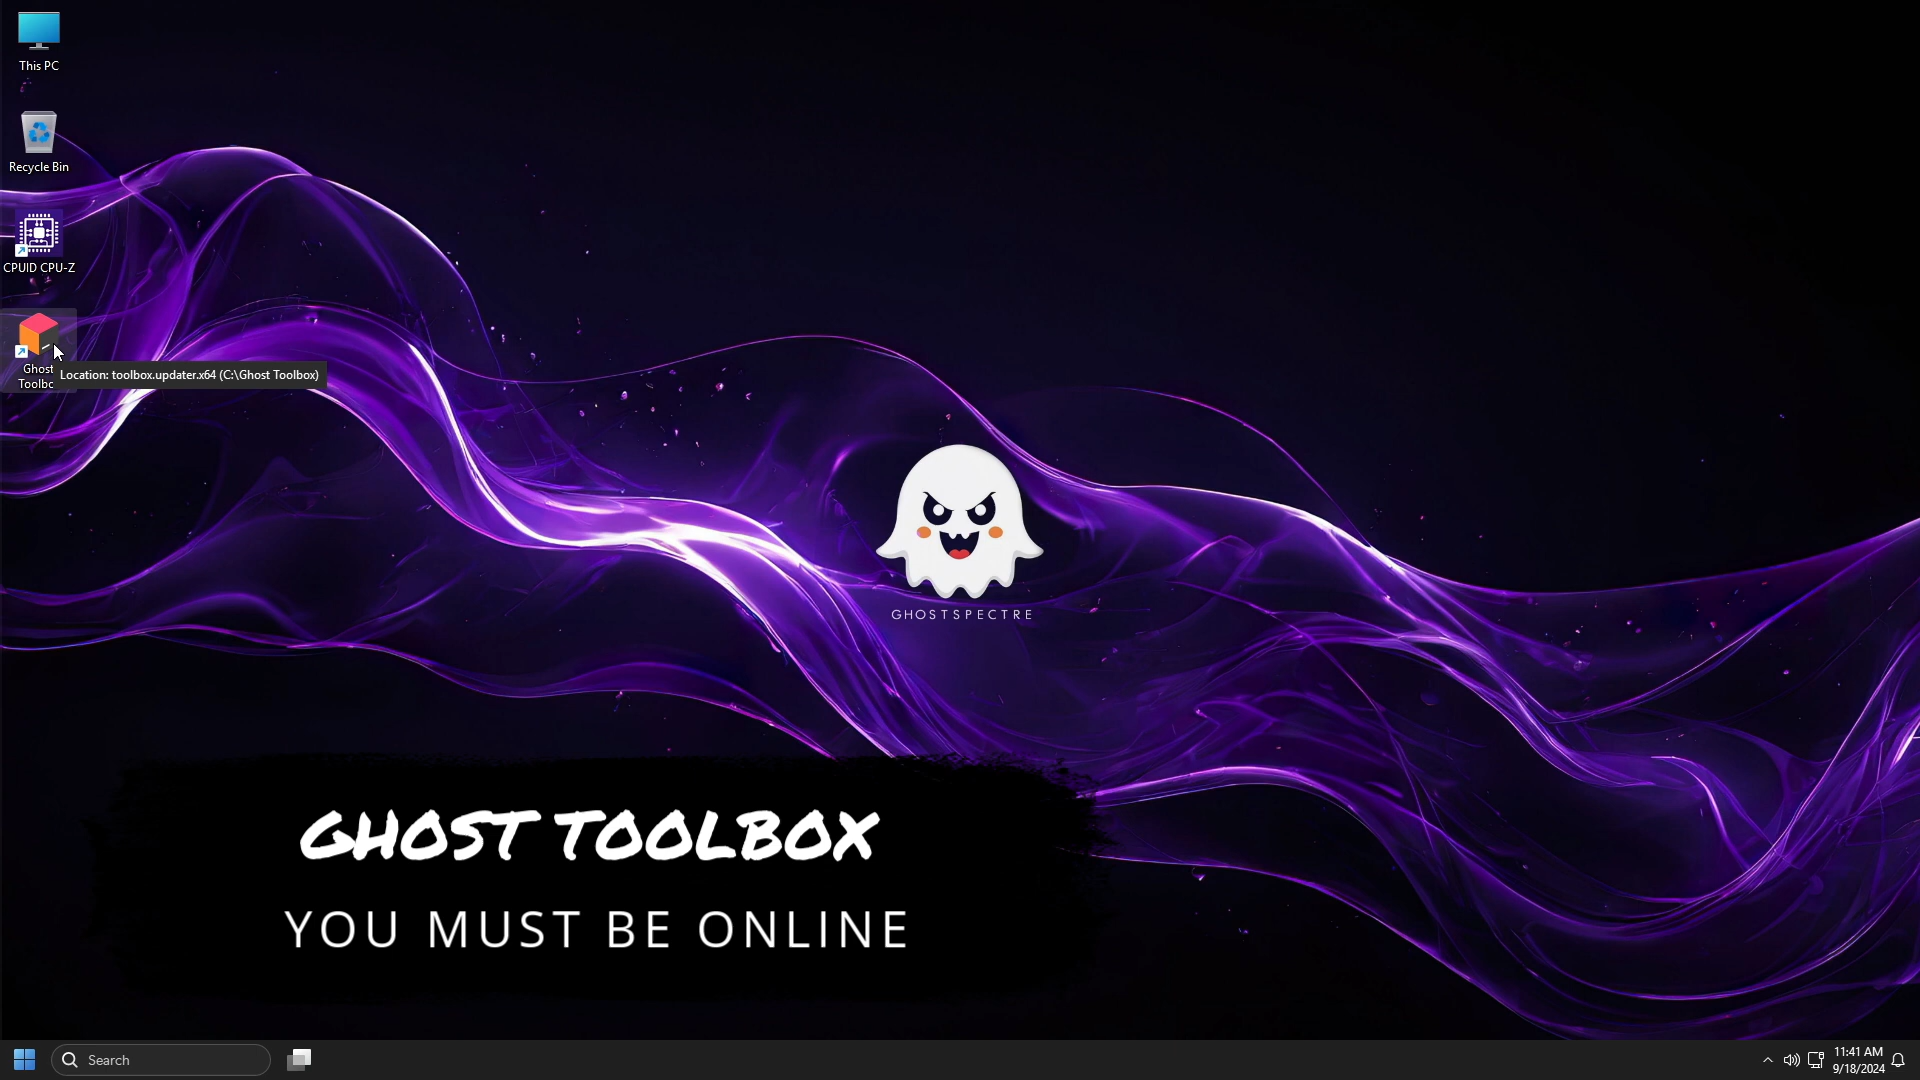 This PC
Recycle Bin
CPUID CPU-Z
Ghost
Toolbo
Location: toolbox.updater.x64 (C:\Ghost Toolbox)
GHOSTSPECTRE
GHOST TOOLBOX
YOU MUST BE ONLINE
Search
11:41 AM
9/18/2024